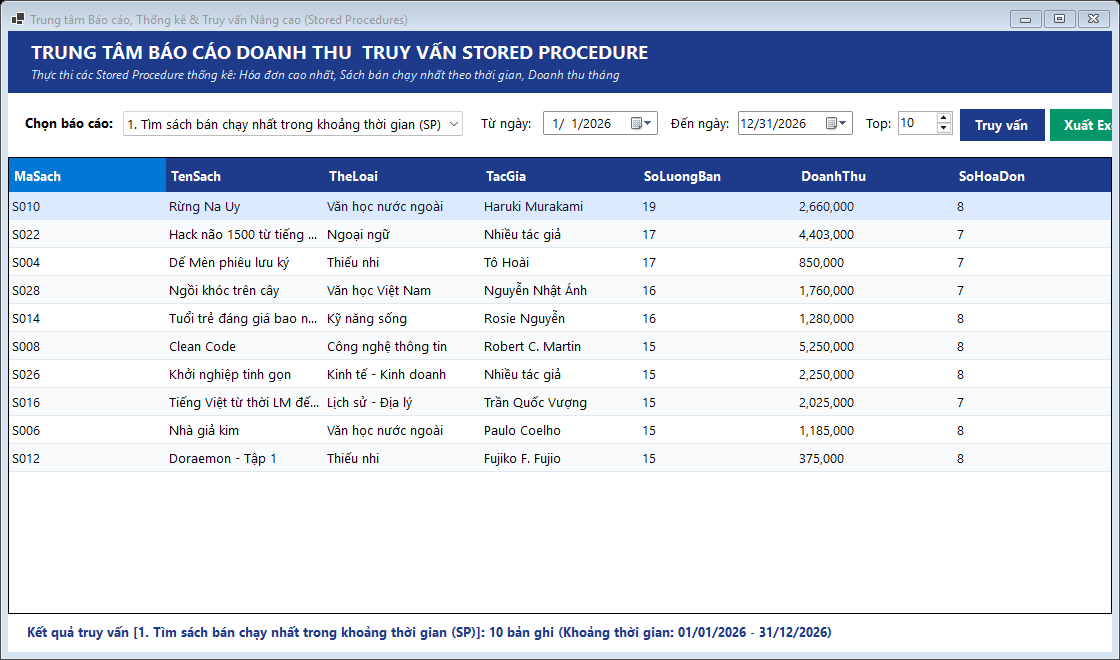 Trung tâm Báo cáo, Thống kê & Truy vấn Nâng cao (Stored Procedures)
TRUNG TÂM BÁO CÁO DOANH THU  TRUY VẤN STORED PROCEDURE
Thực thi các Stored Procedure thống kê: Hóa đơn cao nhất, Sách bán chạy nhất theo thời gian, Doanh thu tháng
Chọn báo cáo: 1. Tìm sách bán chạy nhất trong khoảng thời gian (SP) Từ ngày: 1/ 1/2026 Đến ngày: 12/31/2026 Top: 10 Truy vấn Xuất Ex
MaSach TenSach TheLoai TacGia SoLuongBan DoanhThu SoHoaDon
S010 Rừng Na Uy Văn học nước ngoài Haruki Murakami 19 2,660,000 8
S022 Hack não 1500 từ tiếng ... Ngoại ngữ Nhiều tác giả 17 4,403,000 7
S004 Dế Mèn phiêu lưu ký Thiếu nhi Tô Hoài 17 850,000 7
S028 Ngồi khóc trên cây Văn học Việt Nam Nguyễn Nhật Ánh 16 1,760,000 7
S014 Tuổi trẻ đáng giá bao n... Kỹ năng sống Rosie Nguyễn 16 1,280,000 8
S008 Clean Code Công nghệ thông tin Robert C. Martin 15 5,250,000 8
S026 Khởi nghiệp tinh gọn Kinh tế - Kinh doanh Nhiều tác giả 15 2,250,000 8
S016 Tiếng Việt từ thời LM đế... Lịch sử - Địa lý Trần Quốc Vượng 15 2,025,000 7
S006 Nhà giả kim Văn học nước ngoài Paulo Coelho 15 1,185,000 8
S012 Doraemon - Tập 1 Thiếu nhi Fujiko F. Fujio 15 375,000 8
Kết quả truy vấn [1. Tìm sách bán chạy nhất trong khoảng thời gian (SP)]: 10 bản ghi (Khoảng thời gian: 01/01/2026 - 31/12/2026)